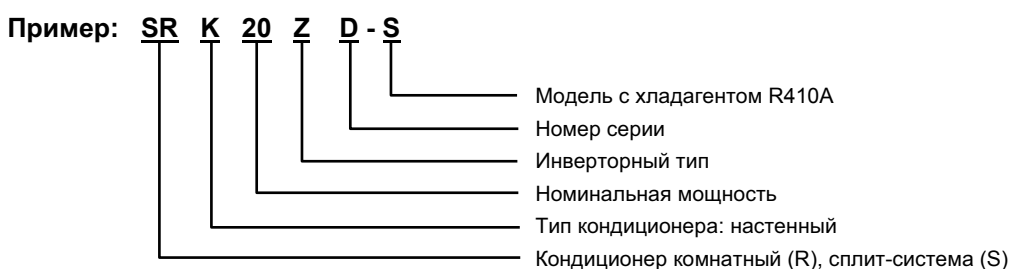 Пример: SR K 20 Z D - S
Модель с хладагентом R410A
Номер серии
Инверторный тип
Номинальная мощность
Тип кондиционера: настенный
Кондиционер комнатный (R), сплит-система (S)